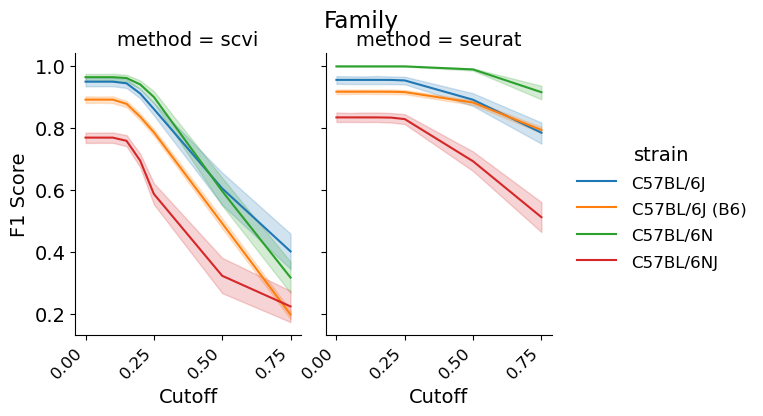 Family
method = scvi
method = seurat
F1 Score
1.0
0.8
0.6
0.4
0.2
0.00
0.25
0.50
0.75
0.00
0.25
0.50
0.75
Cutoff
Cutoff
strain
C57BL/6J
C57BL/6J (B6)
C57BL/6N
C57BL/6NJ